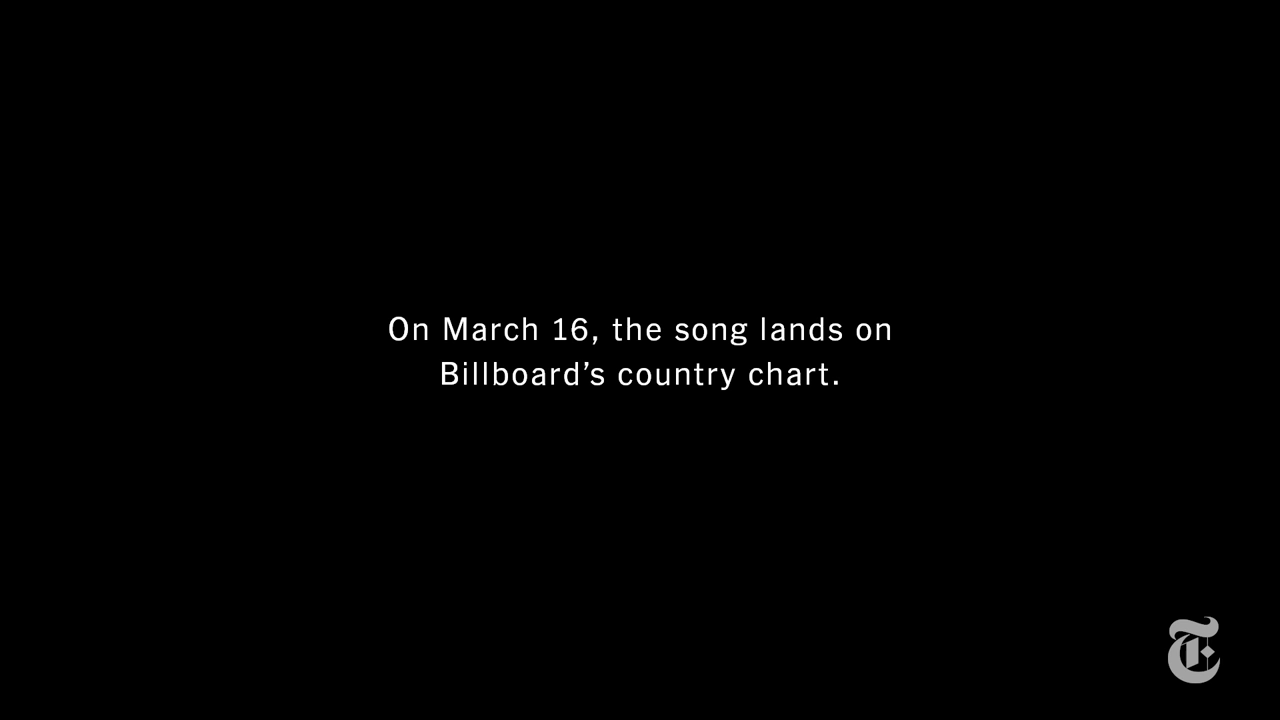 On March 16, the song lands on
Billboard’s country chart.
T